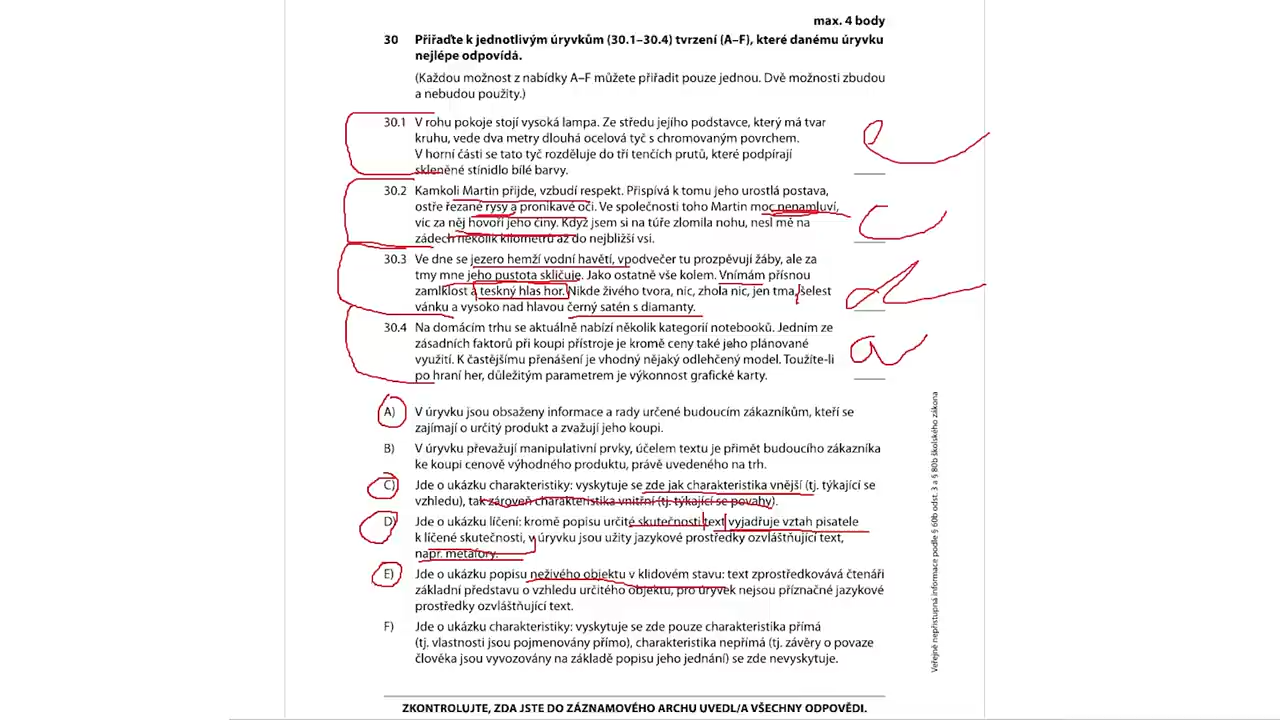 max. 4 body
30 Přiřaďte k jednotlivým úryvkům (30.1–30.4) tvrzení (A–F), které danému úryvku
nejlépe odpovídá.
(Každou možnost z nabídky A–F můžete přiřadit pouze jednou. Dvě možnosti zbudou
a nebudou použity.)
30.1 V rohu pokoje stojí vysoká lampa. Ze středu jejího podstavce, který má tvar
kruhu, vede dva metry dlouhá ocelová tyč s chromovaným povrchem.
V horní části se tato tyč rozděluje do tří tenčích prutů, které podpírají
skleněné stínidlo bílé barvy.
e
30.2 Kamkoli Martin přijde, vzbudí respekt. Přispívá k tomu jeho urostlá postava,
ostře řezané rysy a pronikavé oči. Ve společnosti toho Martin moc nenamluví,
víc za něj hovoří jeho činy. Když jsem si na túře zlomila nohu, nesl mě na
zádech několik kilometrů až do nejbližší vsi.
c
30.3 Ve dne se jezero hemží vodní havětí, vpodvečer tu prozpěvují žáby, ale za
tmy mne jeho pustota skličuje. Jako ostatně vše kolem. Vnímám přísnou
zamlklost a teskný hlas hor. Nikde živého tvora, nic, zhola nic, jen tma, šelest
vánku a vysoko nad hlavou černý satén s diamanty.
d
30.4 Na domácím trhu se aktuálně nabízí několik kategorií notebooků. Jedním ze
zásadních faktorů při koupi přístroje je kromě ceny také jeho plánované
využití. K častějšímu přenášení je vhodný nějaký odlehčený model. Toužíte-li
po hraní her, důležitým parametrem je výkonnost grafické karty.
a
A) V úryvku jsou obsaženy informace a rady určené budoucím zákazníkům, kteří se
zajímají o určitý produkt a zvažují jeho koupi.
B) V úryvku převažují manipulativní prvky, účelem textu je přimět budoucího zákazníka
ke koupi cenově výhodného produktu, právě uvedeného na trh.
C) Jde o ukázku charakteristiky: vyskytuje se zde jak charakteristika vnější (tj. týkající se
vzhledu), tak zároveň charakteristika vnitřní (tj. týkající se povahy).
D) Jde o ukázku líčení: kromě popisu určité skutečnosti text vyjadřuje vztah pisatele
k líčené skutečnosti, v úryvku jsou užity jazykové prostředky ozvláštňující text,
např. metafory.
E) Jde o ukázku popisu neživého objektu v klidovém stavu: text zprostředkovává čtenáři
základní představu o vzhledu určitého objektu, pro úryvek nejsou příznačné jazykové
prostředky ozvláštňující text.
F) Jde o ukázku charakteristiky: vyskytuje se zde pouze charakteristika přímá
(tj. vlastnosti jsou pojmenovány přímo), charakteristika nepřímá (tj. závěry o povaze
člověka jsou vyvozovány na základě popisu jeho jednání) se zde nevyskytuje.
Veřejně nepřístupná informace podle § 60b odst. 3 a § 80b školského zákona
ZKONTROLUJTE, ZDA JSTE DO ZÁZNAMOVÉHO ARCHU UVEDL/A VŠECHNY ODPOVĚDI.